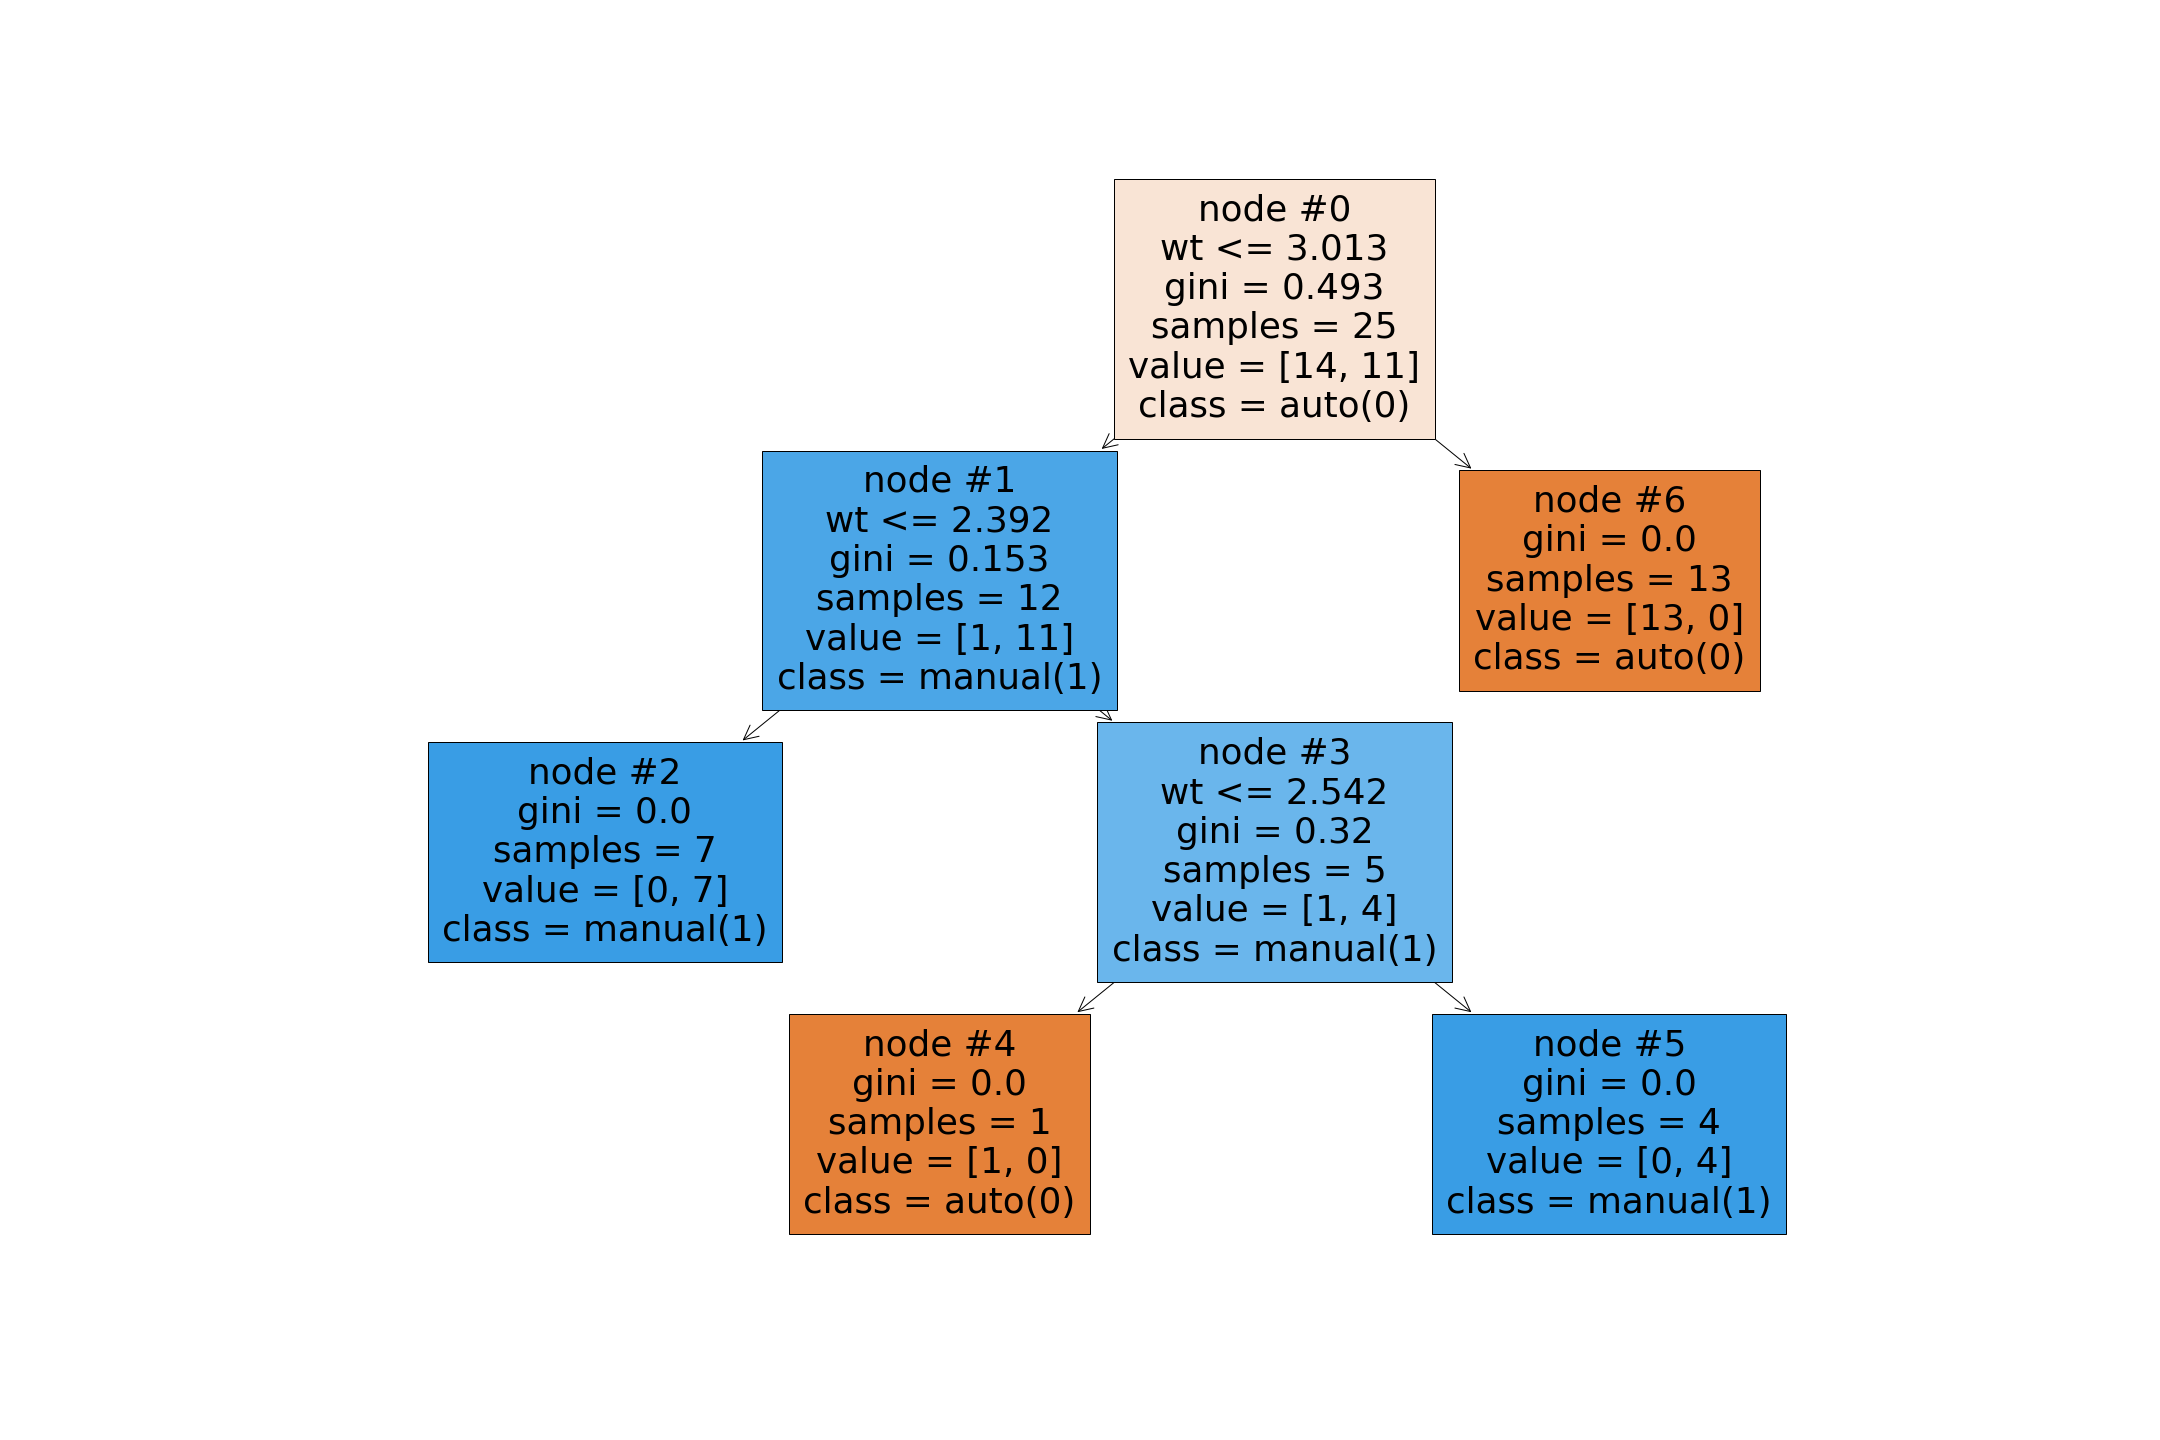 node #0
wt <= 3.013
gini = 0.493
samples = 25
value = [14, 11]
class = auto(0)
node #1
wt <= 2.392
gini = 0.153
samples = 12
value = [1, 11]
class = manual(1)
node #6
gini = 0.0
samples = 13
value = [13, 0]
class = auto(0)
node #2
gini = 0.0
samples = 7
value = [0, 7]
class = manual(1)
node #3
wt <= 2.542
gini = 0.32
samples = 5
value = [1, 4]
class = manual(1)
node #4
gini = 0.0
samples = 1
value = [1, 0]
class = auto(0)
node #5
gini = 0.0
samples = 4
value = [0, 4]
class = manual(1)